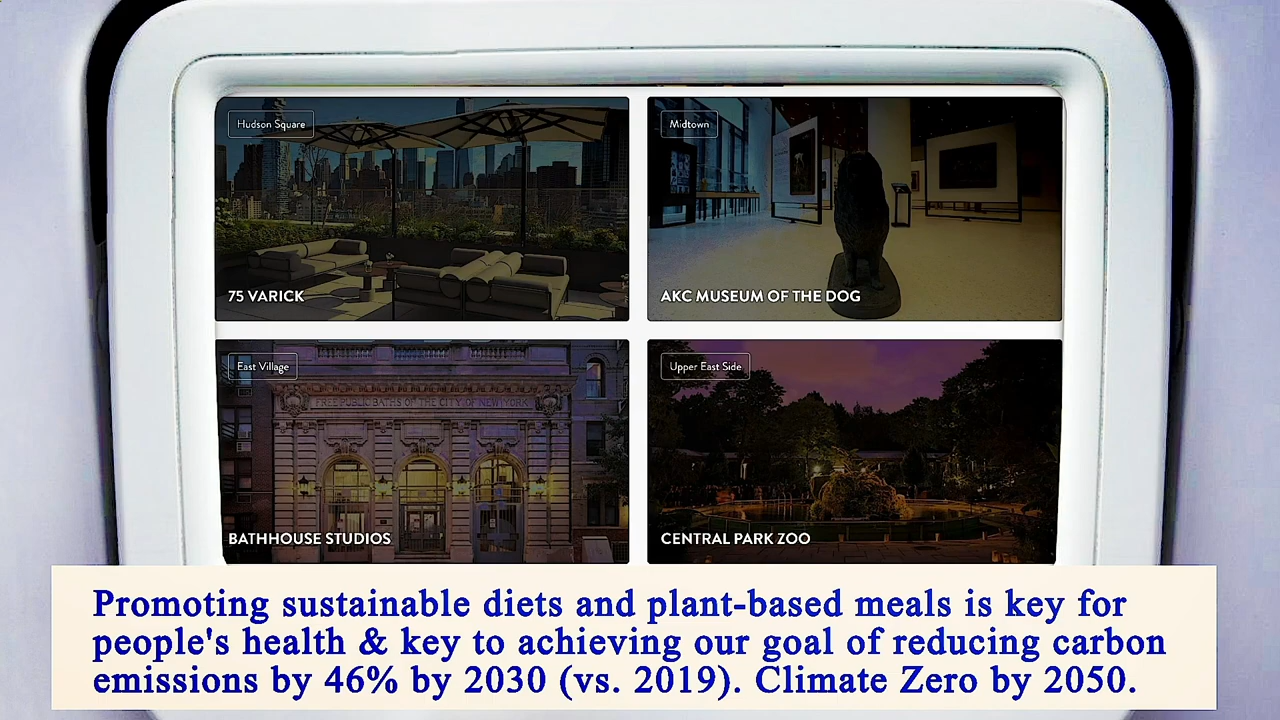 Hudson Square
75 VARICK
Midtown
AKC MUSEUM OF THE DOG
East Village
FREE PUBLIC BATHS OF THE CITY OF NEW YORK
BATHHOUSE STUDIOS
Upper East Side
CENTRAL PARK ZOO
Promoting sustainable diets and plant-based meals is key for
people's health & key to achieving our goal of reducing carbon
emissions by 46% by 2030 (vs. 2019). Climate Zero by 2050.